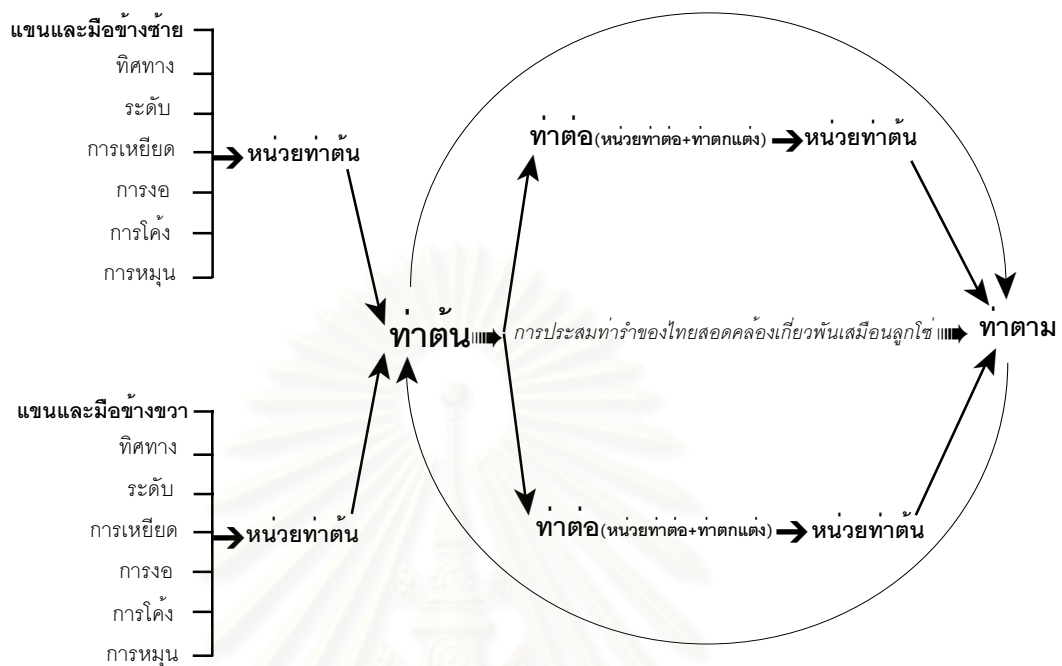 แขนและมือข้างซ้าย
ทิศทาง
ระดับ
การเหยียด
การงอ
การโค้ง
การหมุน
หน่วยท่าต้น
ท่าต่อ(หน่วยท่าต่อ+ท่าตกแต่ง)
หน่วยท่าต้น
ท่าต้น
การประสมท่ารำของไทยสอดคล้องเกี่ยวพันเสมือนลูกโซ่
ท่าตาม
แขนและมือข้างขวา
ทิศทาง
ระดับ
การเหยียด
การงอ
การโค้ง
การหมุน
หน่วยท่าต้น
ท่าต่อ(หน่วยท่าต่อ+ท่าตกแต่ง)
หน่วยท่าต้น